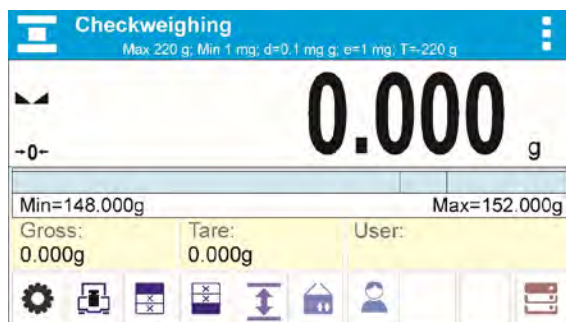 Checkweighing
Max 220 g; Min 1 mg; d=0.1 mg g; e=1 mg; T=-220 g
→0←
0.000 g
Min=148.000g Max=152.000g
Gross: Tare: User:
0.000g 0.000g